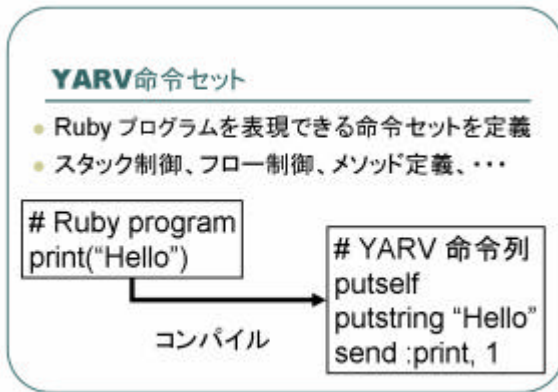 YARV命令セット
Ruby プログラムを表現できる命令セットを定義
スタック制御、フロー制御、メソッド定義、・・・
# Ruby program
print(“Hello”)
コンパイル
# YARV 命令列
putself
putstring “Hello”
send :print, 1